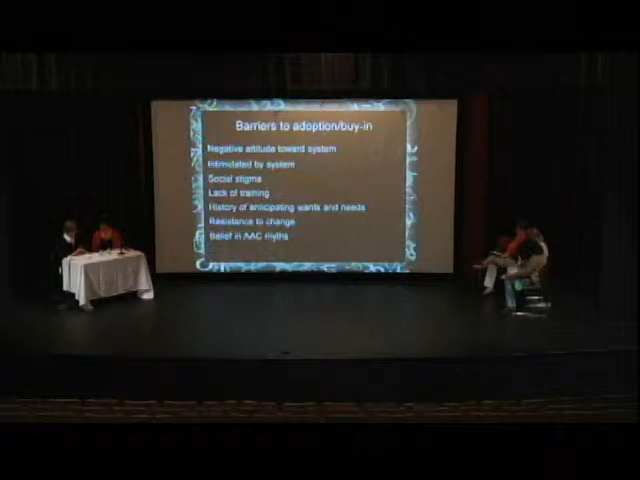 Barriers to adoption/buy-in
Negative attitude toward system
Intimidated by system
Social stigma
Lack of training
History of anticipating wants and needs
Resistance to change
Belief in AAC myths